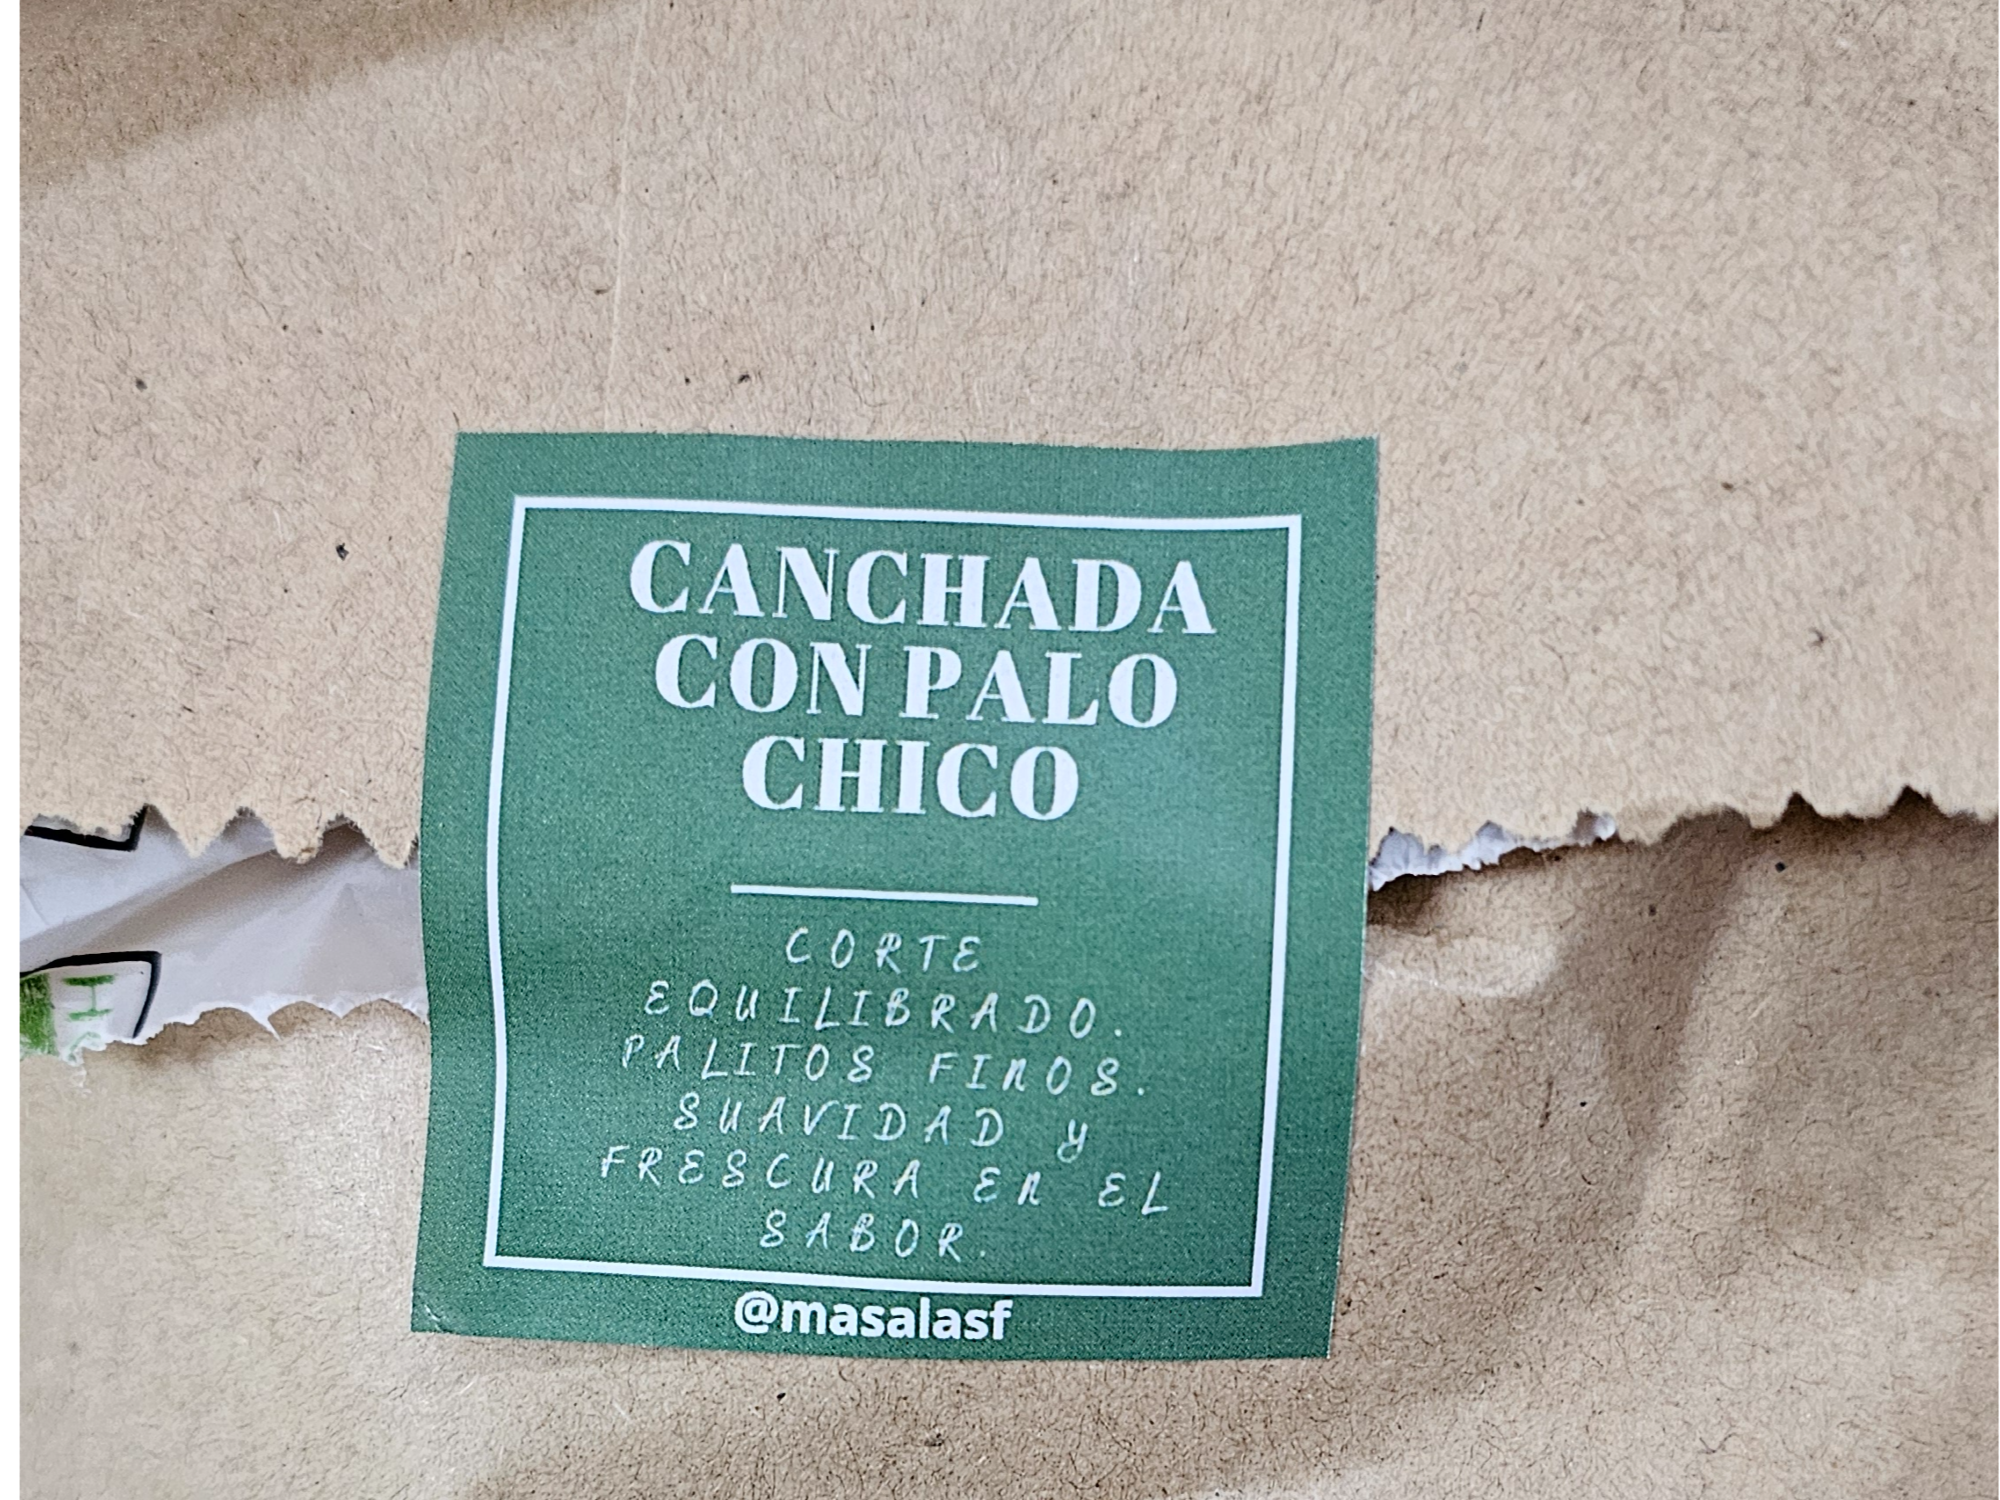 CANCHADA
CON PALO
CHICO
CORTE
EQUILIBRADO.
PALITOS FINOS.
SUAVIDAD y
FRESCURA EN EL
SABOR.
@masalasf